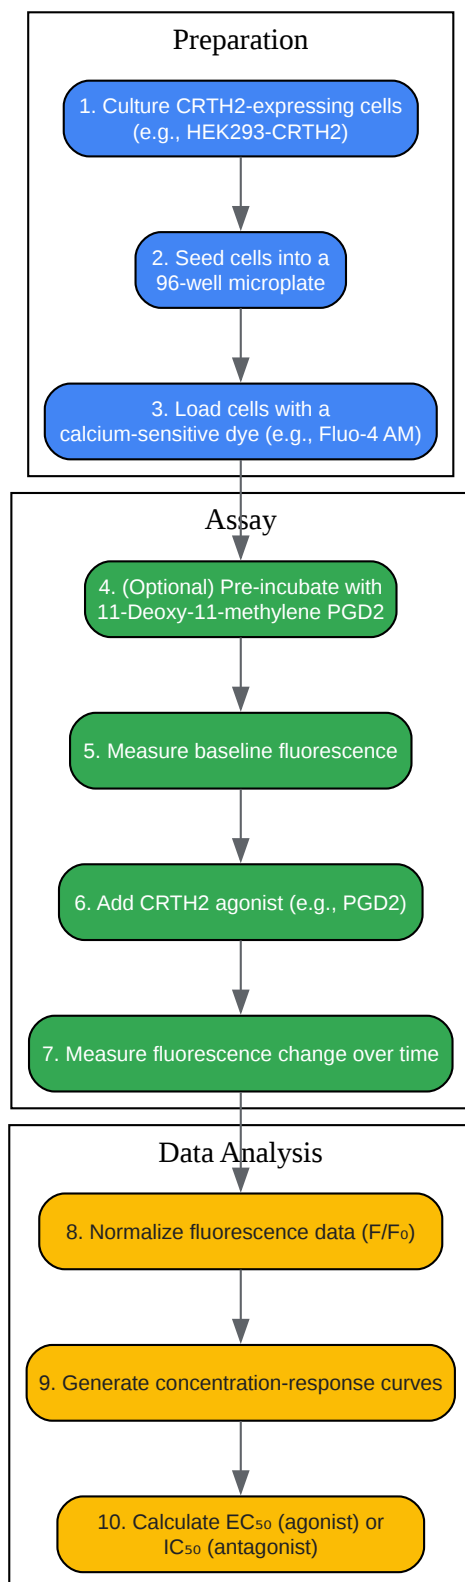 Preparation
1. Culture CRTH2-expressing cells
(e.g., HEK293-CRTH2)
2. Seed cells into a
96-well microplate
3. Load cells with a
calcium-sensitive dye (e.g., Fluo-4 AM)
Assay
4. (Optional) Pre-incubate with
11-Deoxy-11-methylene PGD2
5. Measure baseline fluorescence
6. Add CRTH2 agonist (e.g., PGD2)
7. Measure fluorescence change over time
Data Analysis
8. Normalize fluorescence data (F/F₀)
9. Generate concentration-response curves
10. Calculate EC₅₀ (agonist) or
IC₅₀ (antagonist)